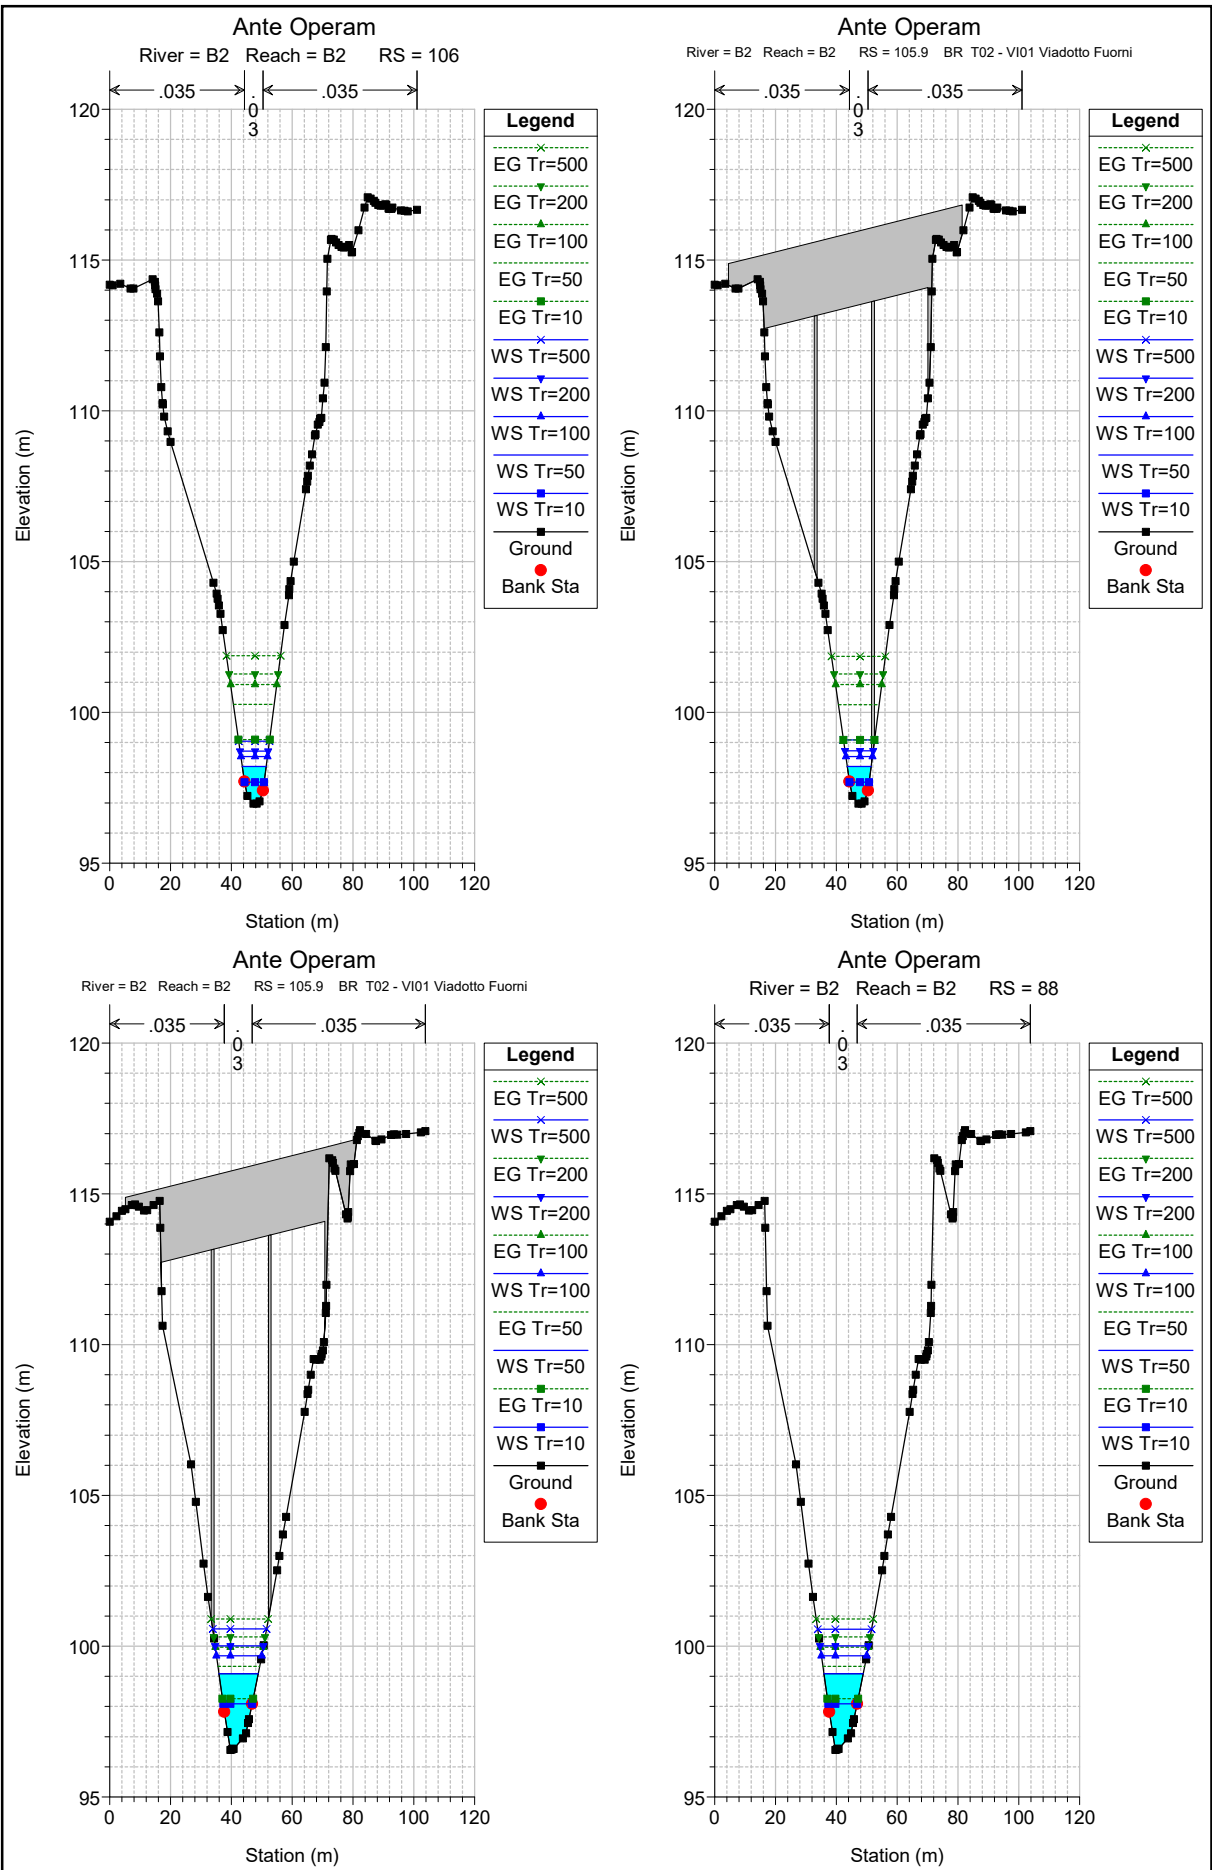 Ante Operam
River = B2 Reach = B2 RS = 106
.035 .03 .035
120
115
110
105
100
95
0 20 40 60 80 100 120
Station (m)
Elevation (m)
Legend
EG Tr=500
EG Tr=200
EG Tr=100
EG Tr=50
EG Tr=10
WS Tr=500
WS Tr=200
WS Tr=100
WS Tr=50
WS Tr=10
Ground
Bank Sta
Ante Operam
River = B2 Reach = B2 RS = 105.9 BR T02 - VI01 Viadotto Fuorni
.035 .03 .035
120
115
110
105
100
95
0 20 40 60 80 100 120
Station (m)
Elevation (m)
Legend
EG Tr=500
EG Tr=200
EG Tr=100
EG Tr=50
EG Tr=10
WS Tr=500
WS Tr=200
WS Tr=100
WS Tr=50
WS Tr=10
Ground
Bank Sta
Ante Operam
River = B2 Reach = B2 RS = 105.9 BR T02 - VI01 Viadotto Fuorni
.035 .03 .035
120
115
110
105
100
95
0 20 40 60 80 100 120
Station (m)
Elevation (m)
Legend
EG Tr=500
WS Tr=500
EG Tr=200
WS Tr=200
EG Tr=100
WS Tr=100
EG Tr=50
WS Tr=50
EG Tr=10
WS Tr=10
Ground
Bank Sta
Ante Operam
River = B2 Reach = B2 RS = 88
.035 .03 .035
120
115
110
105
100
95
0 20 40 60 80 100 120
Station (m)
Elevation (m)
Legend
EG Tr=500
WS Tr=500
EG Tr=200
WS Tr=200
EG Tr=100
WS Tr=100
EG Tr=50
WS Tr=50
EG Tr=10
WS Tr=10
Ground
Bank Sta